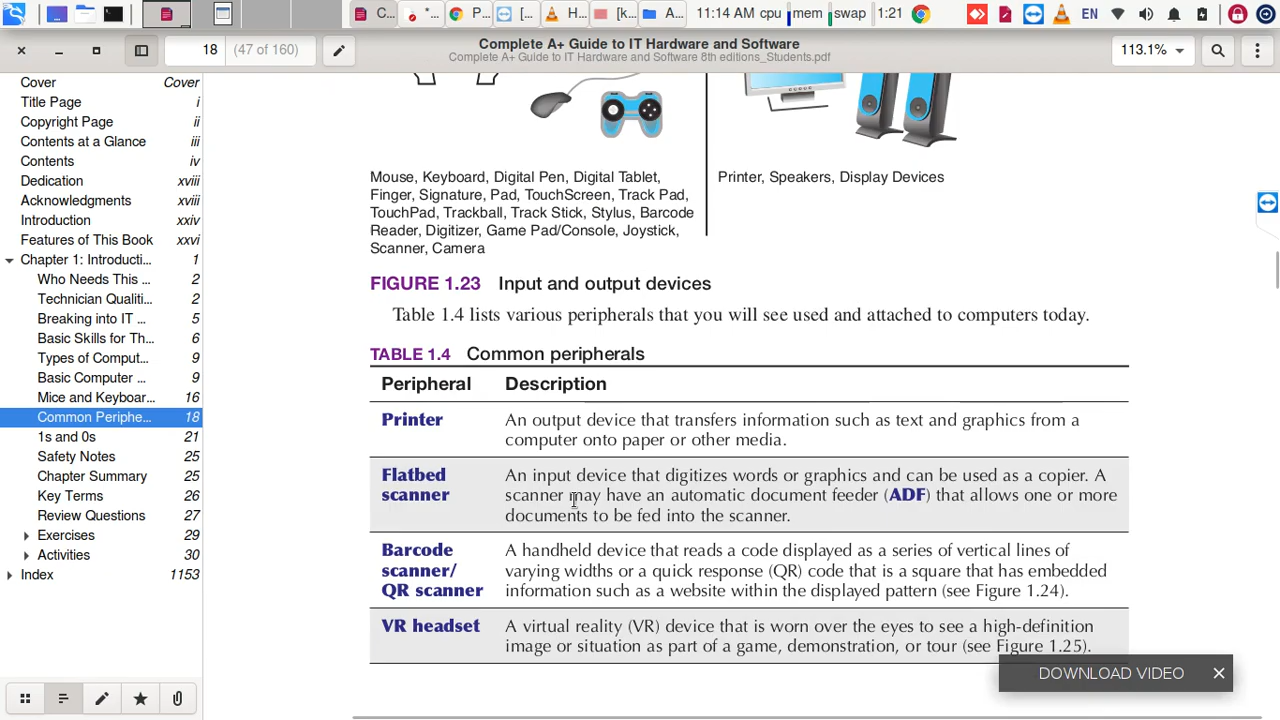 C...
*...
P...
[...
H...
[k...
A...
11:14 AM cpu
mem
swap
1:21
EN
18
(47 of 160)
Complete A+ Guide to IT Hardware and Software
Complete A+ Guide to IT Hardware and Software 8th editions_Students.pdf
113.1%
Cover Cover
Title Page i
Copyright Page ii
Contents at a Glance iii
Contents iv
Dedication xviii
Acknowledgments xviii
Introduction xxiv
Features of This Book xxvi
Chapter 1: Introducti... 1
Who Needs This ... 2
Technician Qualiti... 2
Breaking into IT ... 5
Basic Skills for Th... 6
Types of Comput... 9
Basic Computer ... 9
Mice and Keyboar... 16
Common Periphe... 18
1s and 0s 21
Safety Notes 25
Chapter Summary 25
Key Terms 26
Review Questions 27
Exercises 29
Activities 30
Index 1153
Mouse, Keyboard, Digital Pen, Digital Tablet,
Finger, Signature, Pad, TouchScreen, Track Pad,
TouchPad, Trackball, Track Stick, Stylus, Barcode
Reader, Digitizer, Game Pad/Console, Joystick,
Scanner, Camera
Printer, Speakers, Display Devices
FIGURE 1.23 Input and output devices
Table 1.4 lists various peripherals that you will see used and attached to computers today.
TABLE 1.4 Common peripherals
Peripheral Description
Printer An output device that transfers information such as text and graphics from a
computer onto paper or other media.
Flatbed An input device that digitizes words or graphics and can be used as a copier. A
scanner scanner may have an automatic document feeder (ADF) that allows one or more
documents to be fed into the scanner.
Barcode A handheld device that reads a code displayed as a series of vertical lines of
scanner/ varying widths or a quick response (QR) code that is a square that has embedded
QR scanner information such as a website within the displayed pattern (see Figure 1.24).
VR headset A virtual reality (VR) device that is worn over the eyes to see a high-definition
image or situation as part of a game, demonstration, or tour (see Figure 1.25).
DOWNLOAD VIDEO